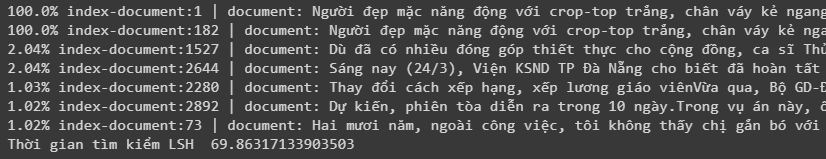 100.0% index-document:1 | document: Người đẹp mặc năng động với crop-top trắng, chân váy kẻ ngang
100.0% index-document:182 | document: Người đẹp mặc năng động với crop-top trắng, chân váy kẻ
2.04% index-document:1527 | document: Dù đã có nhiều đóng góp thiết thực cho cộng đồng, ca sĩ
2.04% index-document:2644 | document: Sáng nay (24/3), Viện KSND TP Đà Nẵng cho biết đã hoàn tất
1.03% index-document:2280 | document: Thay đổi cách xếp hạng, xếp lương giáo viênVừa qua, Bộ
1.02% index-document:2892 | document: Dự kiến, phiên tòa diễn ra trong 10 ngày.Trong vụ án này,
1.02% index-document:73 | document: Hai mươi năm, ngoài công việc, tôi không thấy chị gắn bó với
Thời gian tìm kiếm LSH 69.86317133903503